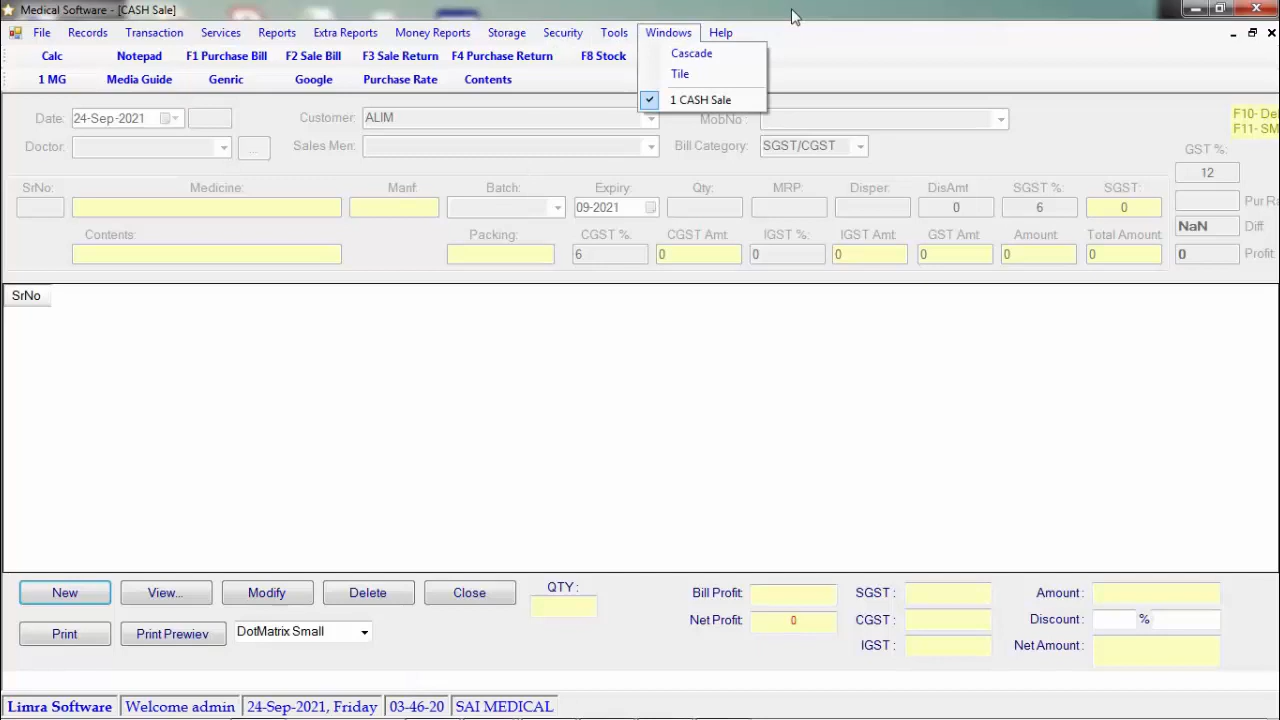 Medical Software - [CASH Sale]
File Records Transaction Services Reports Extra Reports Money Reports Storage Security Tools Windows Help
Calc Notepad F1 Purchase Bill F2 Sale Bill F3 Sale Return F4 Purchase Return F8 Stock
1 MG Media Guide Genric Google Purchase Rate Contents
Cascade
Tile
1 CASH Sale
Date: 24-Sep-2021 Customer: ALIM MobNo: F10- De
F11- SM
Doctor: ... Sales Men: Bill Category: SGST/CGST GST %:
12
SrNo: Medicine: Manf: Batch: Expiry: Qty: MRP: Disper: DisAmt SGST %: SGST:
09-2021 0 6 0 Pur R
NaN Diff
Contents: Packing: CGST %. CGST Amt: IGST %: IGST Amt: GST Amt: Amount: Total Amount:
6 0 0 0 0 0 0 0 Profit:
SrNo
New View... Modify Delete Close QTY : Bill Profit: SGST : Amount :
Net Profit: 0 CGST : Discount : %
Print Print Prewiev DotMatrix Small IGST : Net Amount :
Limra Software Welcome admin 24-Sep-2021, Friday 03-46-20 SAI MEDICAL